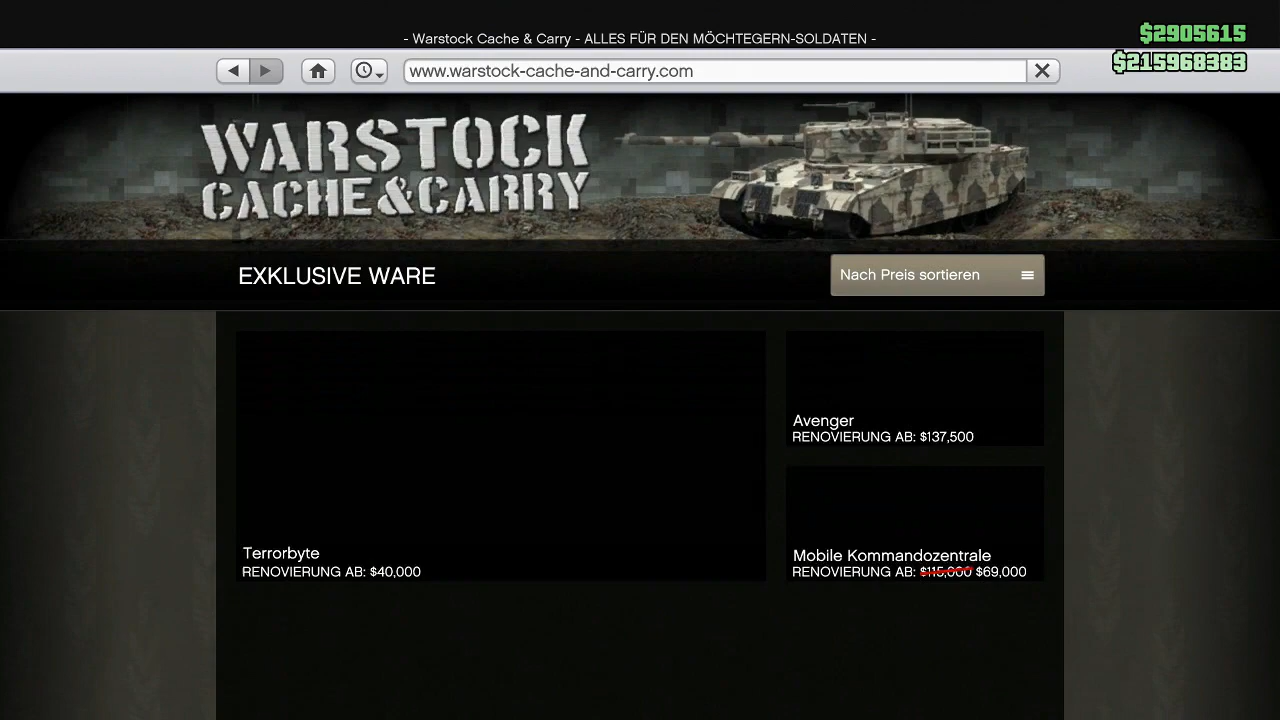 - Warstock Cache & Carry - ALLES FÜR DEN MÖCHTEGERN-SOLDATEN -
$2905615
$215968383
www.warstock-cache-and-carry.com
WARSTOCK
CACHE&CARRY
EXKLUSIVE WARE
Nach Preis sortieren
Avenger
RENOVIERUNG AB: $137,500
Terrorbyte
RENOVIERUNG AB: $40,000
Mobile Kommandozentrale
RENOVIERUNG AB: $115,000 $69,000